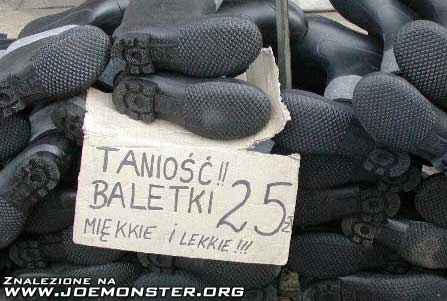 TANIOŚĆ!!
BALETKI 25 zł
MIĘKKIE I LEKKIE!!!
ZNALEZIONE NA
WWW.JOEMONSTER.ORG